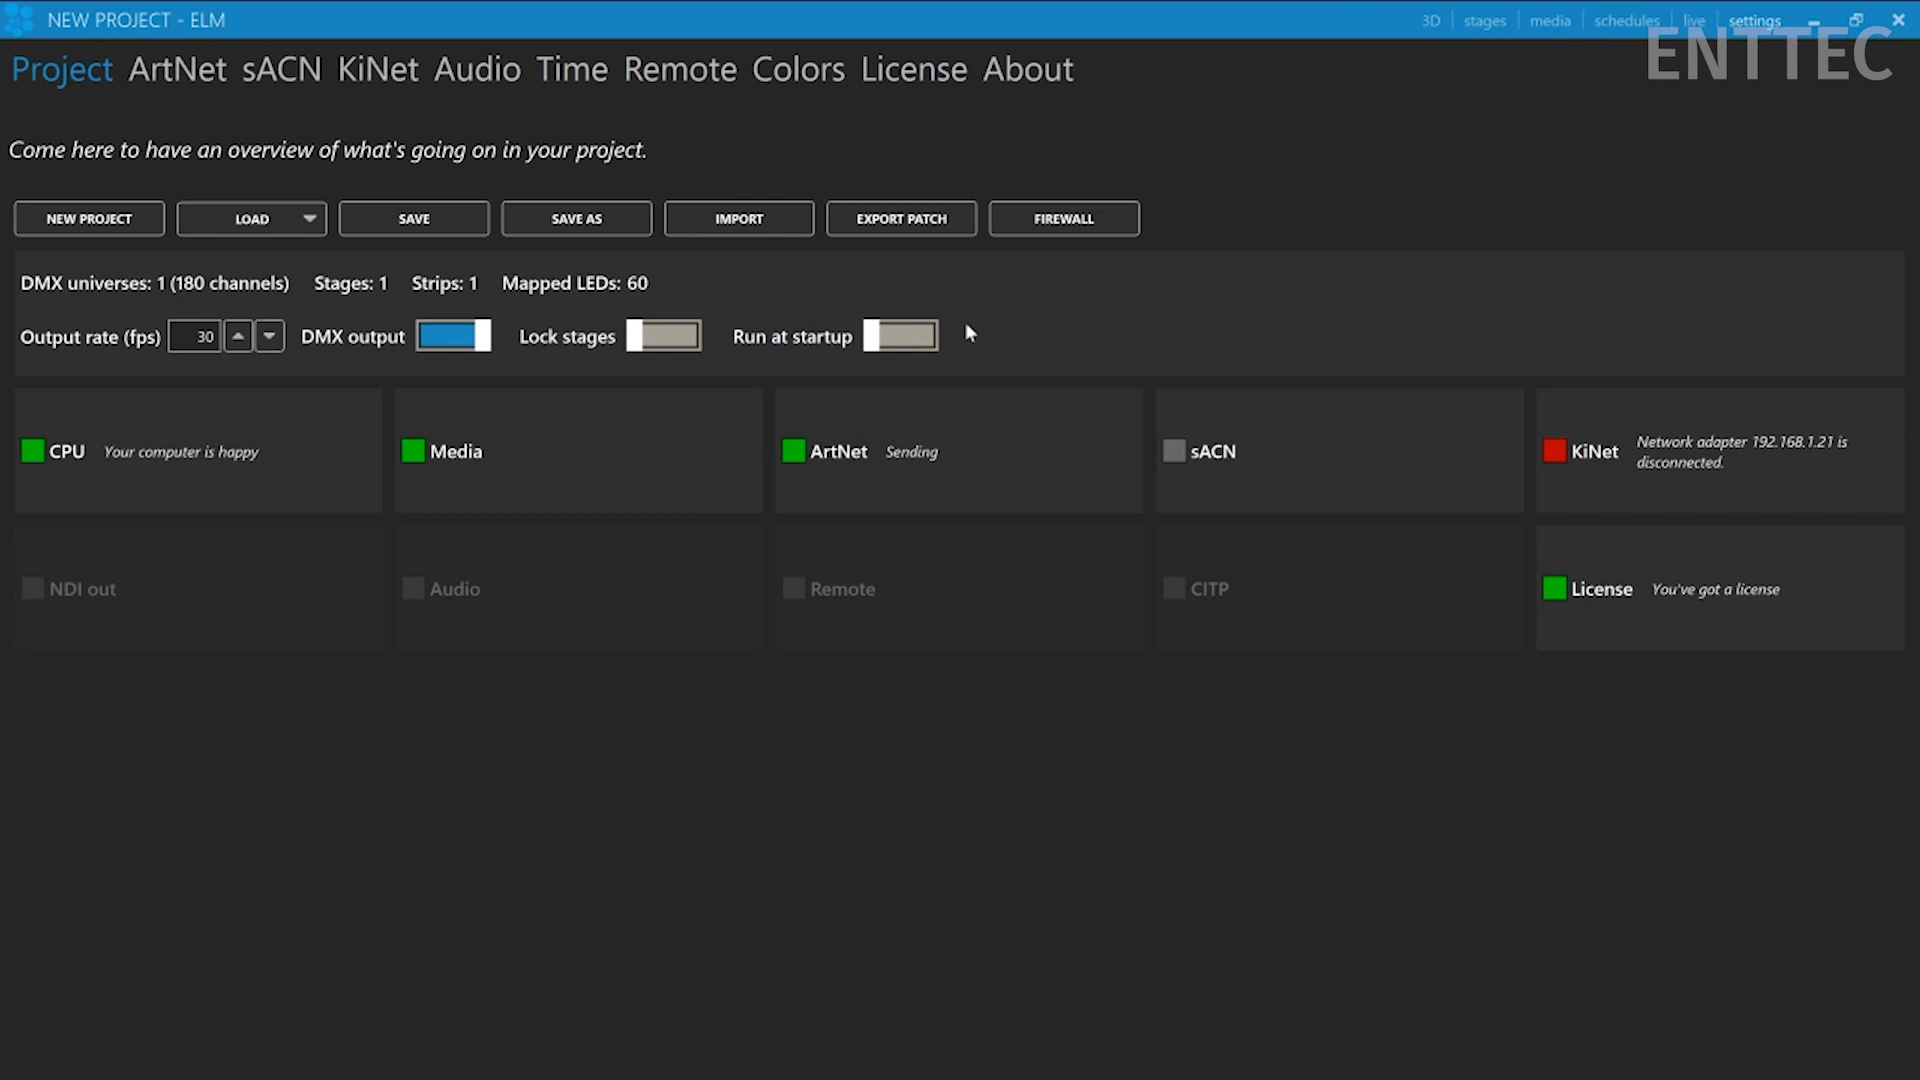 NEW PROJECT - ELM
3D stages media schedules live settings
ENTTEC
Project ArtNet sACN KiNet Audio Time Remote Colors License About
Come here to have an overview of what's going on in your project.
NEW PROJECT LOAD SAVE SAVE AS IMPORT EXPORT PATCH FIREWALL
DMX universes: 1 (180 channels) Stages: 1 Strips: 1 Mapped LEDs: 60
Output rate (fps) 30 DMX output Lock stages Run at startup
CPU Your computer is happy
Media
ArtNet Sending
sACN
KiNet Network adapter 192.168.1.21 is
disconnected.
NDI out
Audio
Remote
CITP
License You've got a license